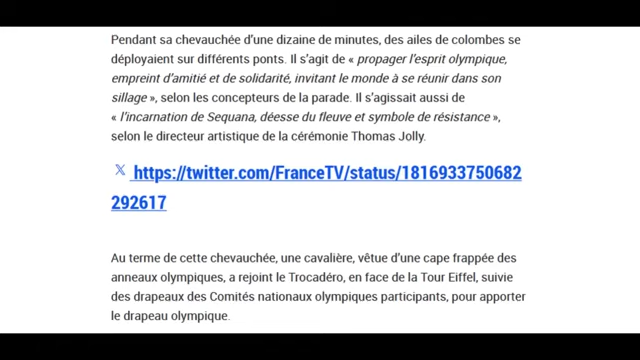 Pendant sa chevauchée d’une dizaine de minutes, des ailes de colombes se
déployaient sur différents ponts. Il s’agit de « propager l’esprit olympique,
empreint d’amitié et de solidarité, invitant le monde à se réunir dans son
sillage », selon les concepteurs de la parade. Il s’agissait aussi de
« l’incarnation de Sequana, déesse du fleuve et symbole de résistance »,
selon le directeur artistique de la cérémonie Thomas Jolly.
𝕏 https://twitter.com/FranceTV/status/1816933750682
292617
Au terme de cette chevauchée, une cavalière, vêtue d’une cape frappée des
anneaux olympiques, a rejoint le Trocadéro, en face de la Tour Eiffel, suivie
des drapeaux des Comités nationaux olympiques participants, pour apporter
le drapeau olympique.